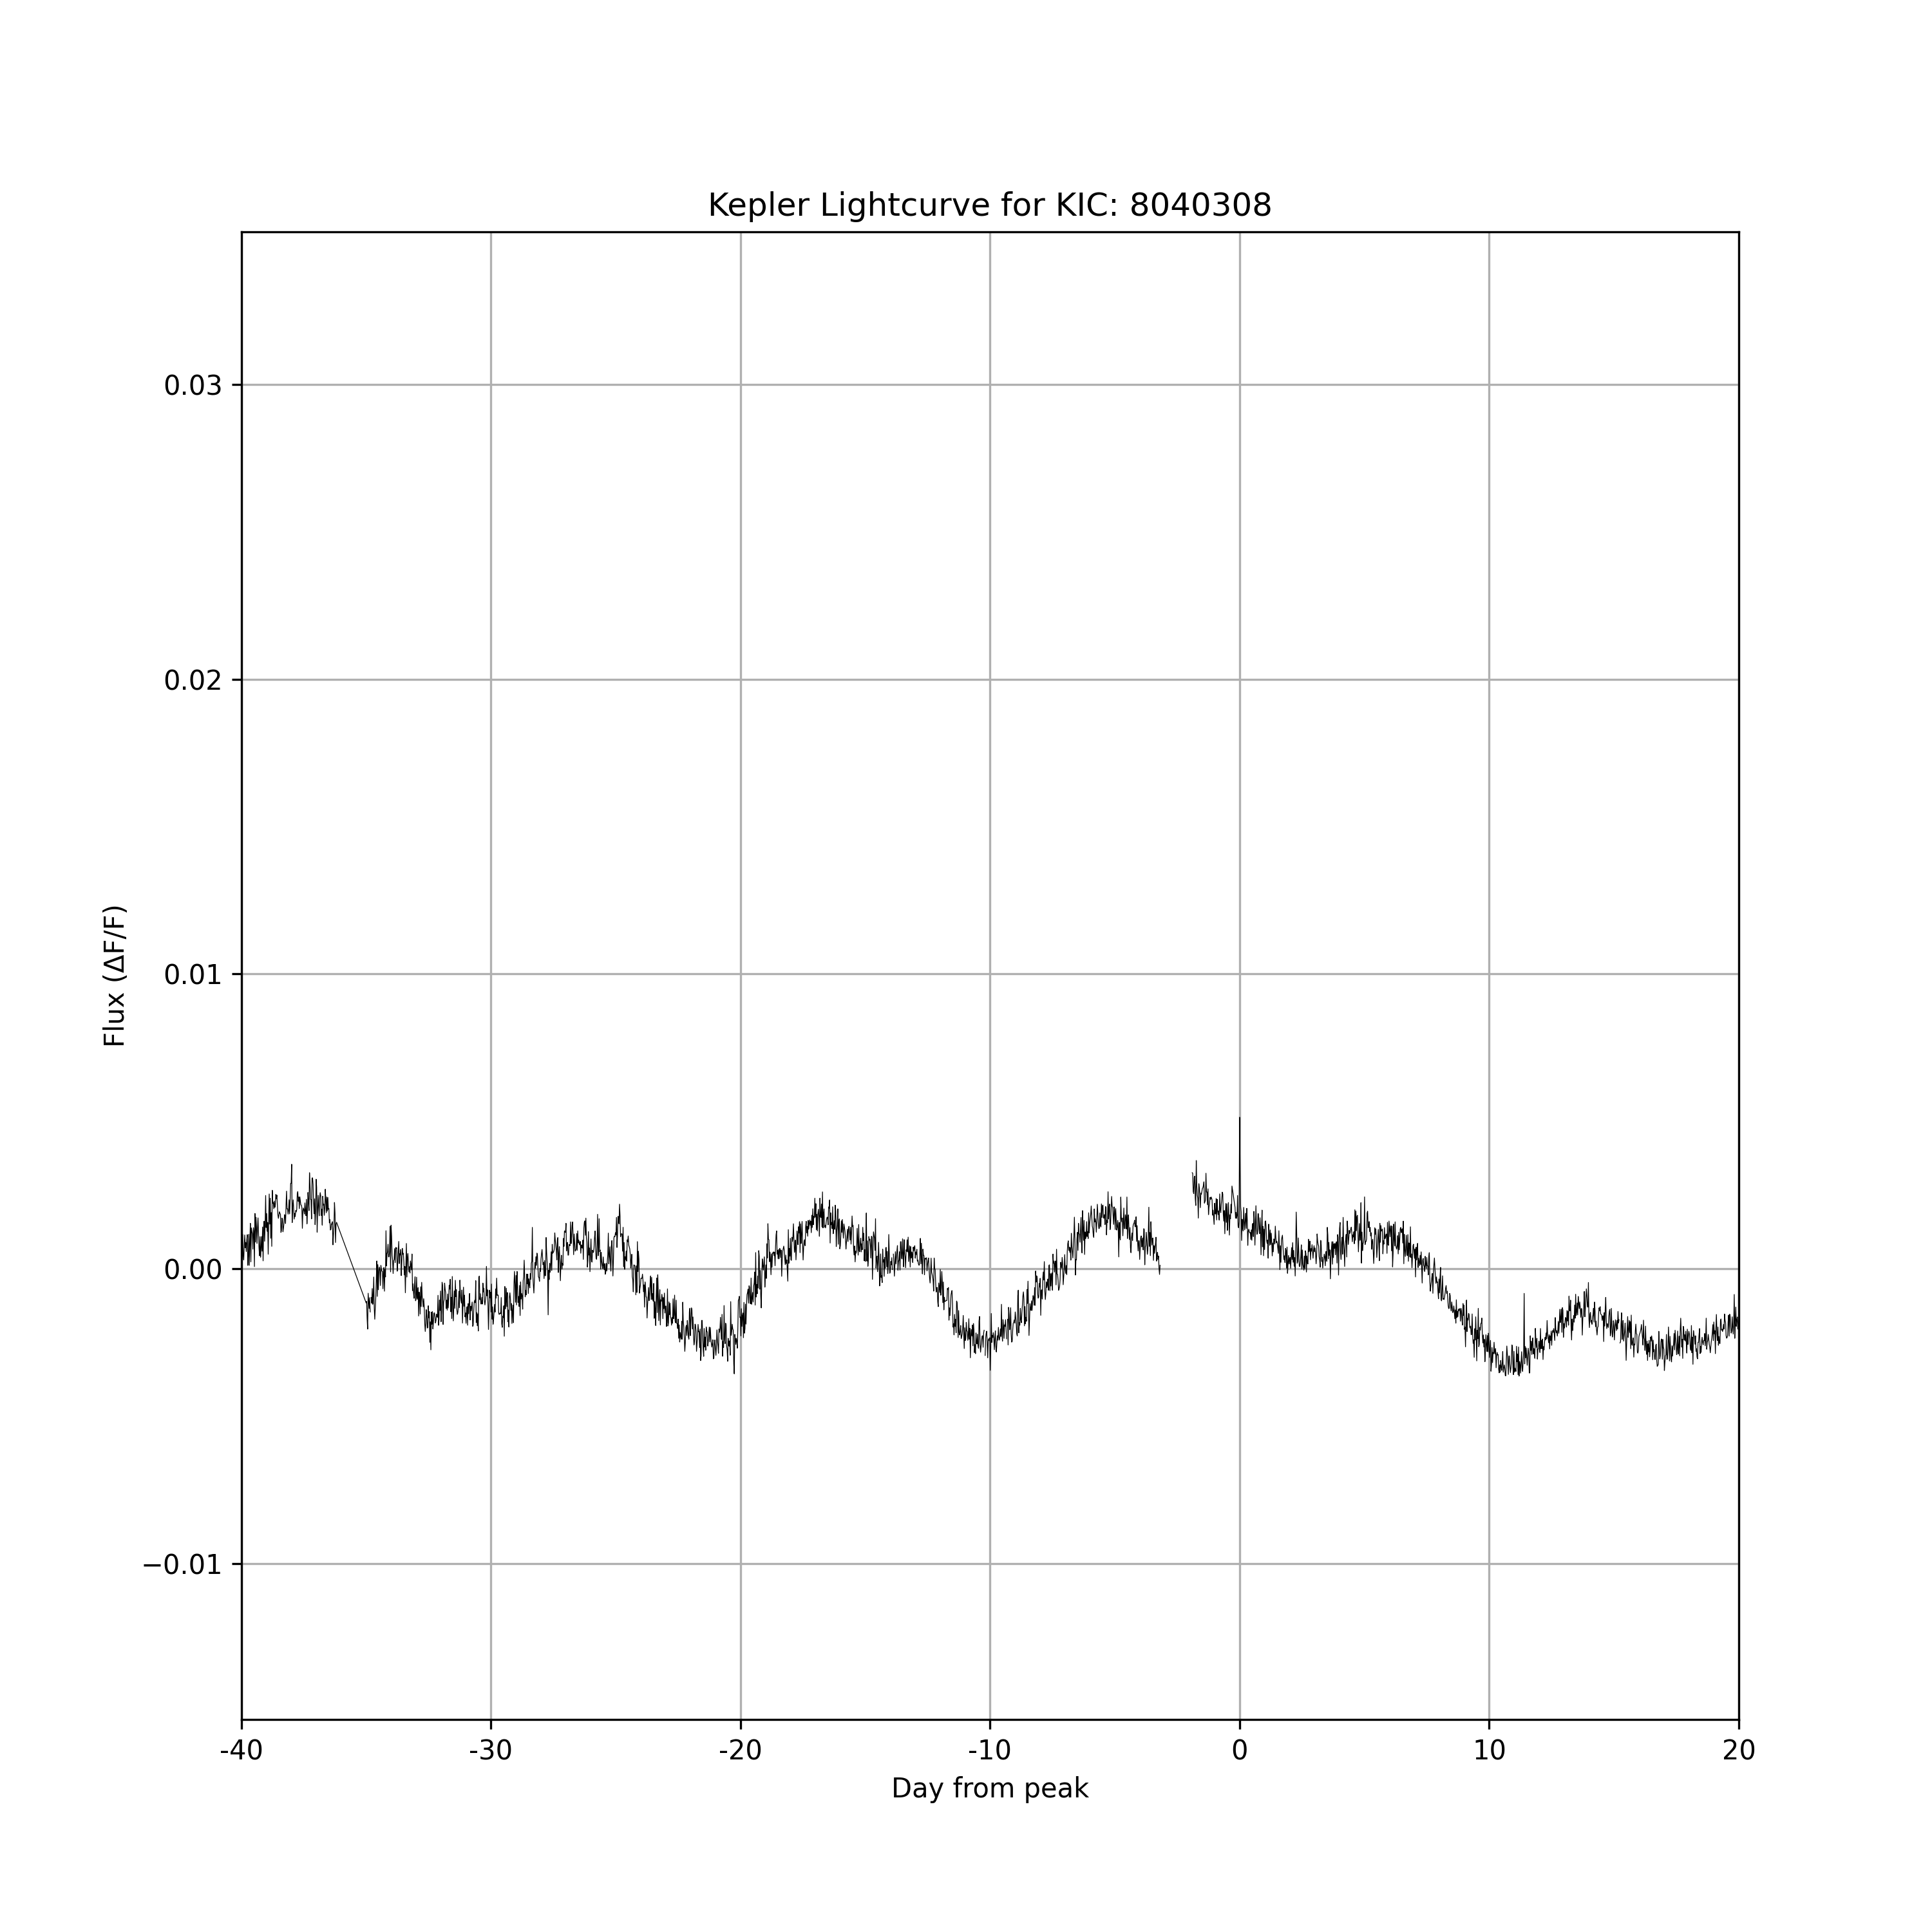 Kepler Lightcurve for KIC: 8040308
0.03
0.02
0.01
0.00
−0.01
Flux (ΔF/F)
-40 -30 -20 -10 0 10 20
Day from peak